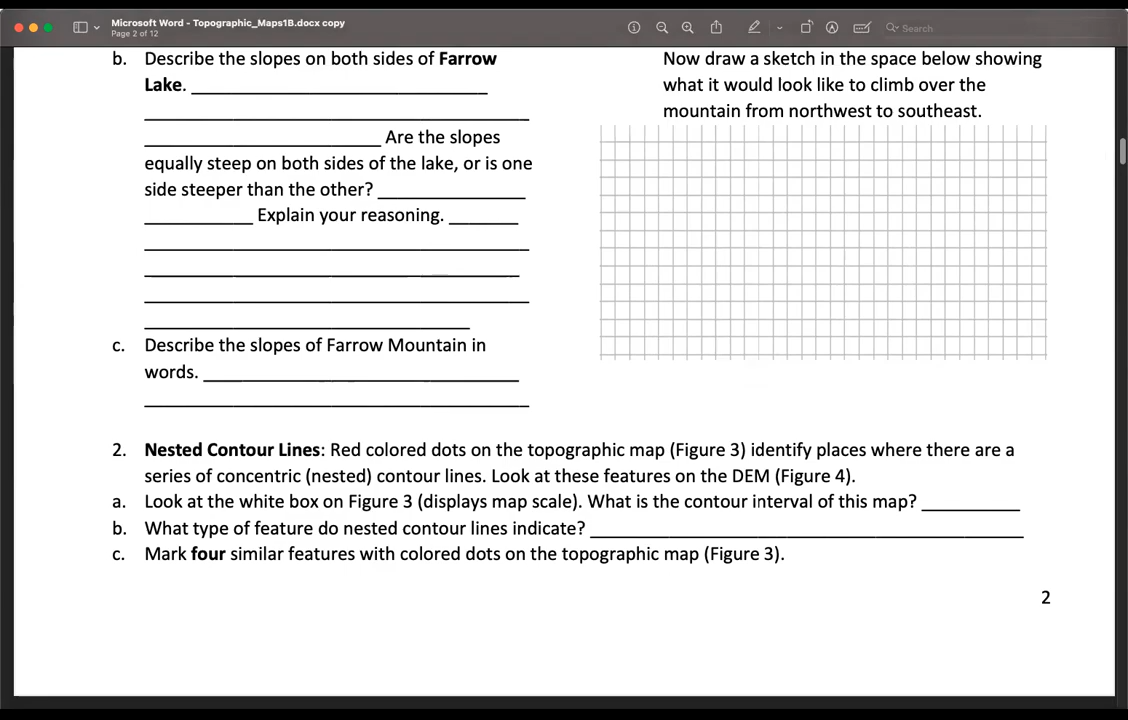 Microsoft Word - Topographic_Maps1B.docx copy
Page 2 of 12
Search
b. Describe the slopes on both sides of Farrow
Lake. ________________________________
________________________________________
_________________________ Are the slopes
equally steep on both sides of the lake, or is one
side steeper than the other? _______________
___________ Explain your reasoning. _______
________________________________________
_______________________________________
________________________________________
__________________________________
c. Describe the slopes of Farrow Mountain in
words. _________________________________
________________________________________
Now draw a sketch in the space below showing
what it would look like to climb over the
mountain from northwest to southeast.
2. Nested Contour Lines: Red colored dots on the topographic map (Figure 3) identify places where there are a
series of concentric (nested) contour lines. Look at these features on the DEM (Figure 4).
a. Look at the white box on Figure 3 (displays map scale). What is the contour interval of this map? __________
b. What type of feature do nested contour lines indicate? _____________________________________________
c. Mark four similar features with colored dots on the topographic map (Figure 3).
2